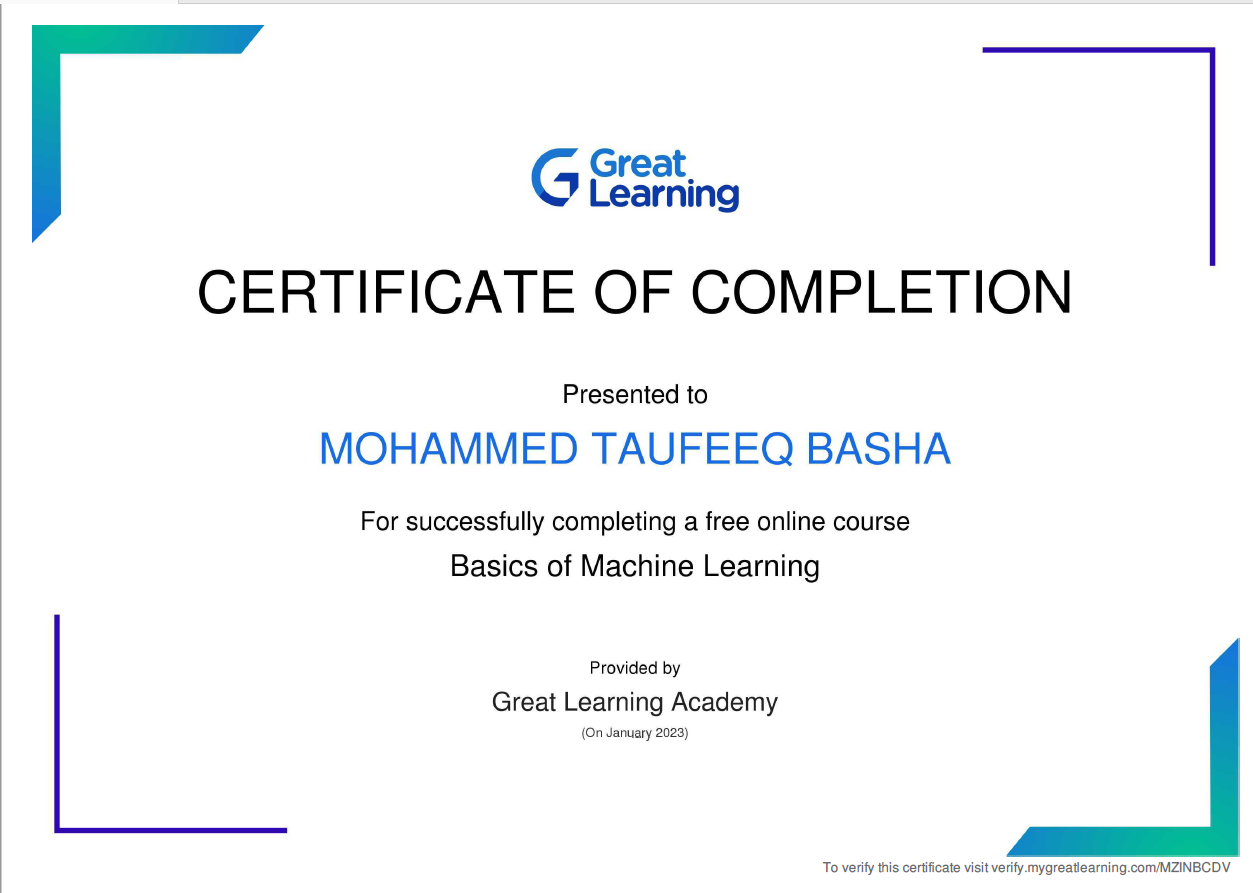 Great
Learning
CERTIFICATE OF COMPLETION
Presented to
MOHAMMED TAUFEEQ BASHA
For successfully completing a free online course
Basics of Machine Learning
Provided by
Great Learning Academy
(On January 2023)
To verify this certificate visit verify.mygreatlearning.com/MZINBCDV